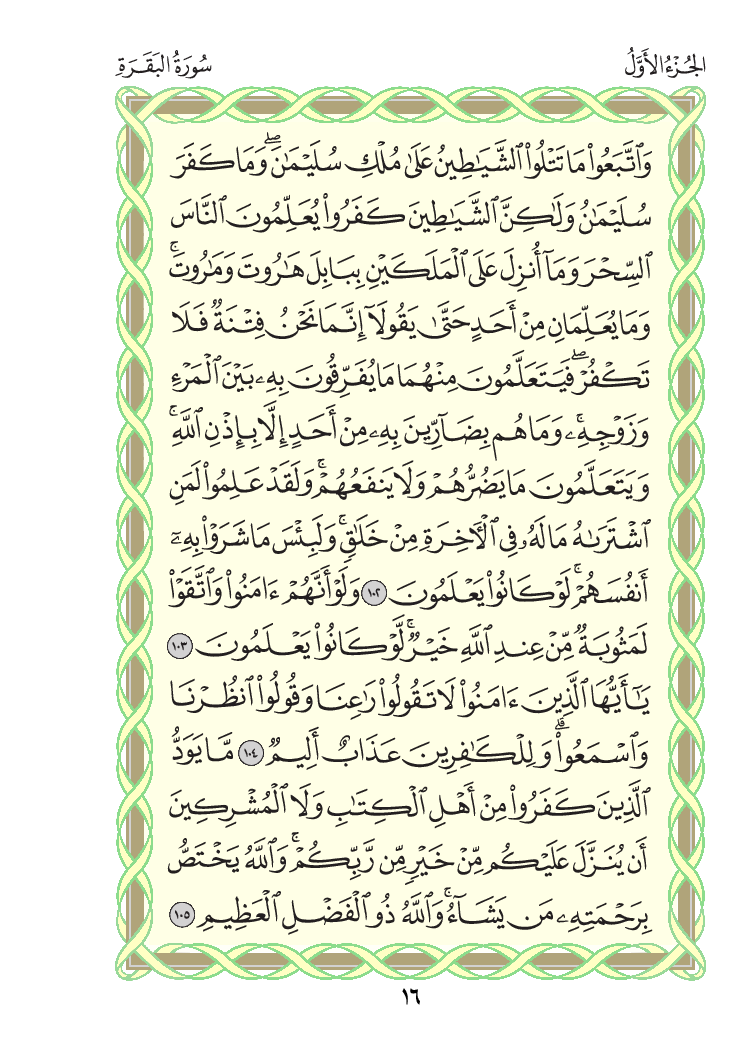 الجُزْءُ الأَوَّلُ
سُورَةُ البَقَرَةِ
وَٱتَّبَعُوا۟ مَا تَتْلُوا۟ ٱلشَّيَـٰطِينُ عَلَىٰ مُلْكِ سُلَيْمَـٰنَ ۖ وَمَا كَفَرَ
سُلَيْمَـٰنُ وَلَـٰكِنَّ ٱلشَّيَـٰطِينَ كَفَرُوا۟ يُعَلِّمُونَ ٱلنَّاسَ
ٱلسِّحْرَ وَمَآ أُنزِلَ عَلَى ٱلْمَلَكَيْنِ بِبَابِلَ هَـٰرُوتَ وَمَـٰرُوتَ ۚ
وَمَا يُعَلِّمَانِ مِنْ أَحَدٍ حَتَّىٰ يَقُولَآ إِنَّمَا نَحْنُ فِتْنَةٌ فَلَا
تَكْفُرْ ۖ فَيَتَعَلَّمُونَ مِنْهُمَا مَا يُفَرِّقُونَ بِهِۦ بَيْنَ ٱلْمَرْءِ
وَزَوْجِهِۦ ۚ وَمَا هُم بِضَآرِّينَ بِهِۦ مِنْ أَحَدٍ إِلَّا بِإِذْنِ ٱللَّهِ ۚ
وَيَتَعَلَّمُونَ مَا يَضُرُّهُمْ وَلَا يَنفَعُهُمْ ۚ وَلَقَدْ عَلِمُوا۟ لَمَنِ
ٱشْتَرَىٰهُ مَا لَهُۥ فِى ٱلْـَٔاخِرَةِ مِنْ خَلَـٰقٍ ۚ وَلَبِئْسَ مَا شَرَوْا۟ بِهِۦٓ
أَنفُسَهُمْ ۚ لَوْ كَانُوا۟ يَعْلَمُونَ ١٠٢ وَلَوْ أَنَّهُمْ ءَامَنُوا۟ وَٱتَّقَوْا۟
لَمَثُوبَةٌ مِّنْ عِندِ ٱللَّهِ خَيْرٌ ۚ لَّوْ كَانُوا۟ يَعْلَمُونَ ١٠٣
يَـٰٓأَيُّهَا ٱلَّذِينَ ءَامَنُوا۟ لَا تَقُولُوا۟ رَٰعِنَا وَقُولُوا۟ ٱنظُرْنَا
وَٱسْمَعُوا۟ ۗ وَلِلْكَـٰفِرِينَ عَذَابٌ أَلِيمٌ ١٠٤ مَّا يَوَدُّ
ٱلَّذِينَ كَفَرُوا۟ مِنْ أَهْلِ ٱلْكِتَـٰبِ وَلَا ٱلْمُشْرِكِينَ
أَن يُنَزَّلَ عَلَيْكُم مِّنْ خَيْرٍ مِّن رَّبِّكُمْ ۚ وَٱللَّهُ يَخْتَصُّ
بِرَحْمَتِهِۦ مَن يَشَآءُ ۚ وَٱللَّهُ ذُو ٱلْفَضْلِ ٱلْعَظِيمِ ١٠٥
١٦